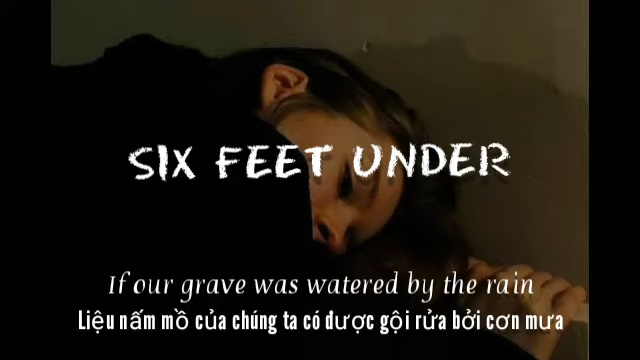 SIX FEET UNDER
If our grave was watered by the rain
Liệu nấm mồ của chúng ta có được gội rửa bởi cơn mưa